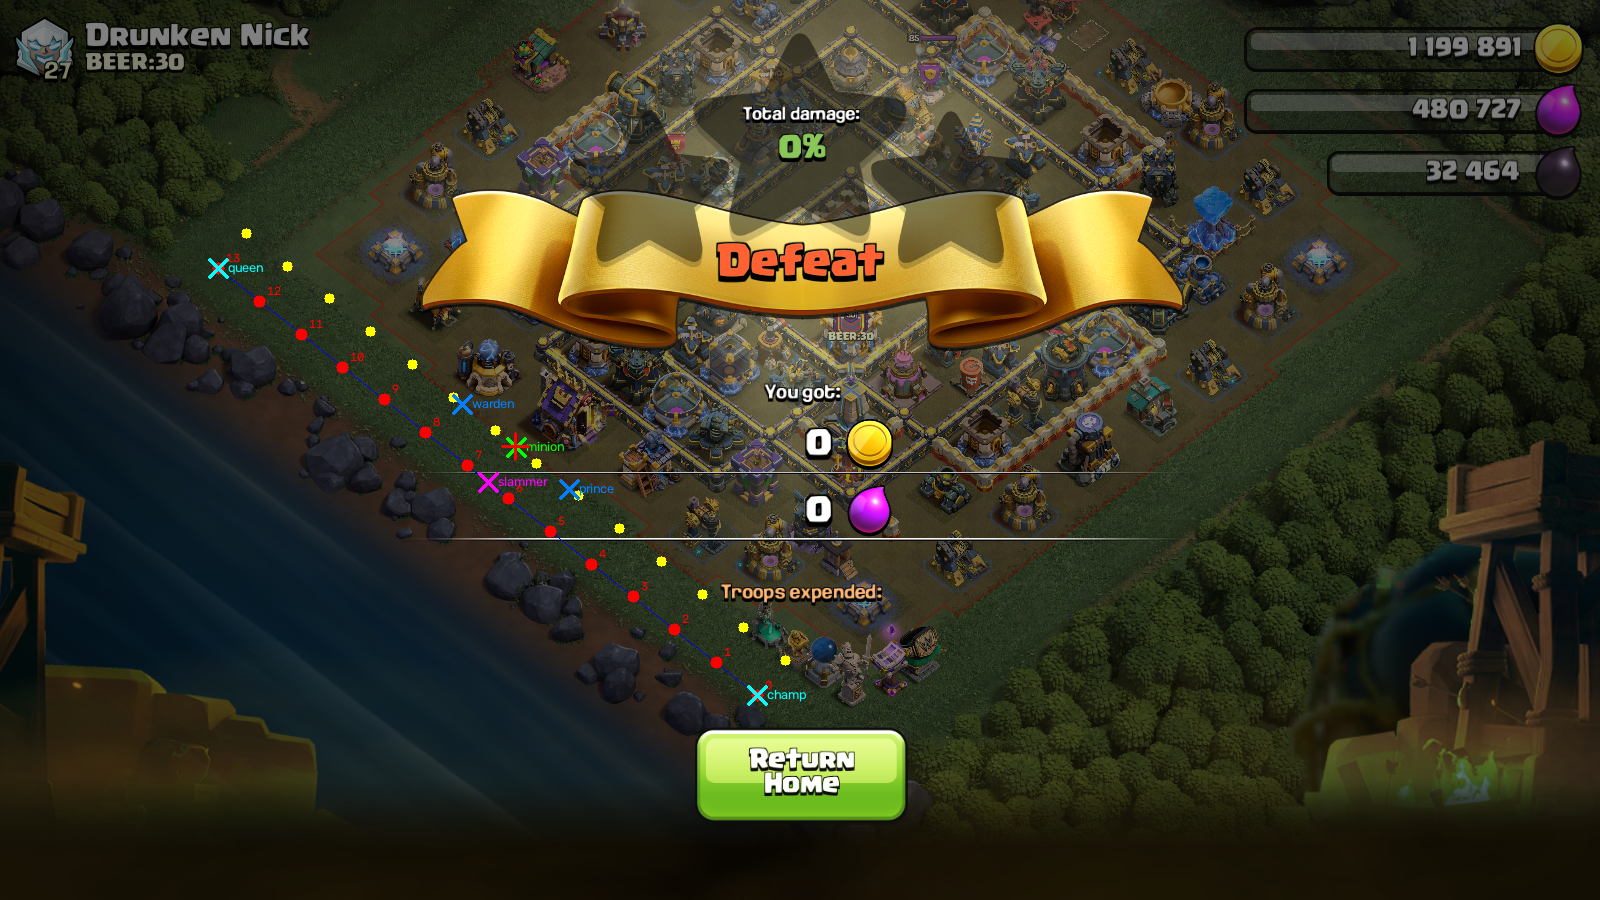 Drunken Nick
BEER:30
27
1 199 891
480 727
32 464
85
Total damage:
0%
Defeat
BEER:30
You got:
0
0
Troops expended:
Return
Home
13
queen
12
11
10
9
8
warden
7
minion
slammer
prince
5
4
3
2
1
champ